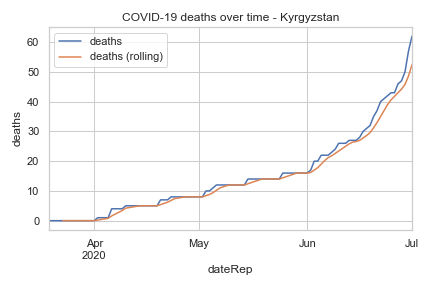 COVID-19 deaths over time - Kyrgyzstan
deaths
deaths (rolling)
60
50
40
30
20
10
0
deaths
Apr
2020
May
Jun
Jul
dateRep